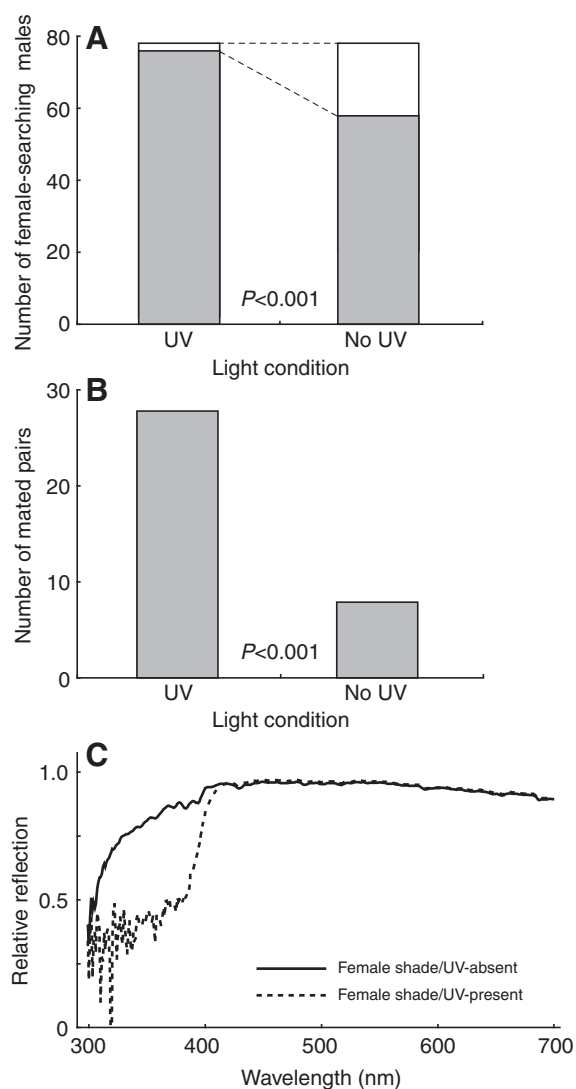 A
Number of female-searching males
80
60
40
20
0
P<0.001
UV
No UV
Light condition
B
Number of mated pairs
30
20
10
0
P<0.001
UV
No UV
Light condition
C
Relative reflection
1.0
0.5
0
Female shade/UV-absent
Female shade/UV-present
300
400
500
600
700
Wavelength (nm)